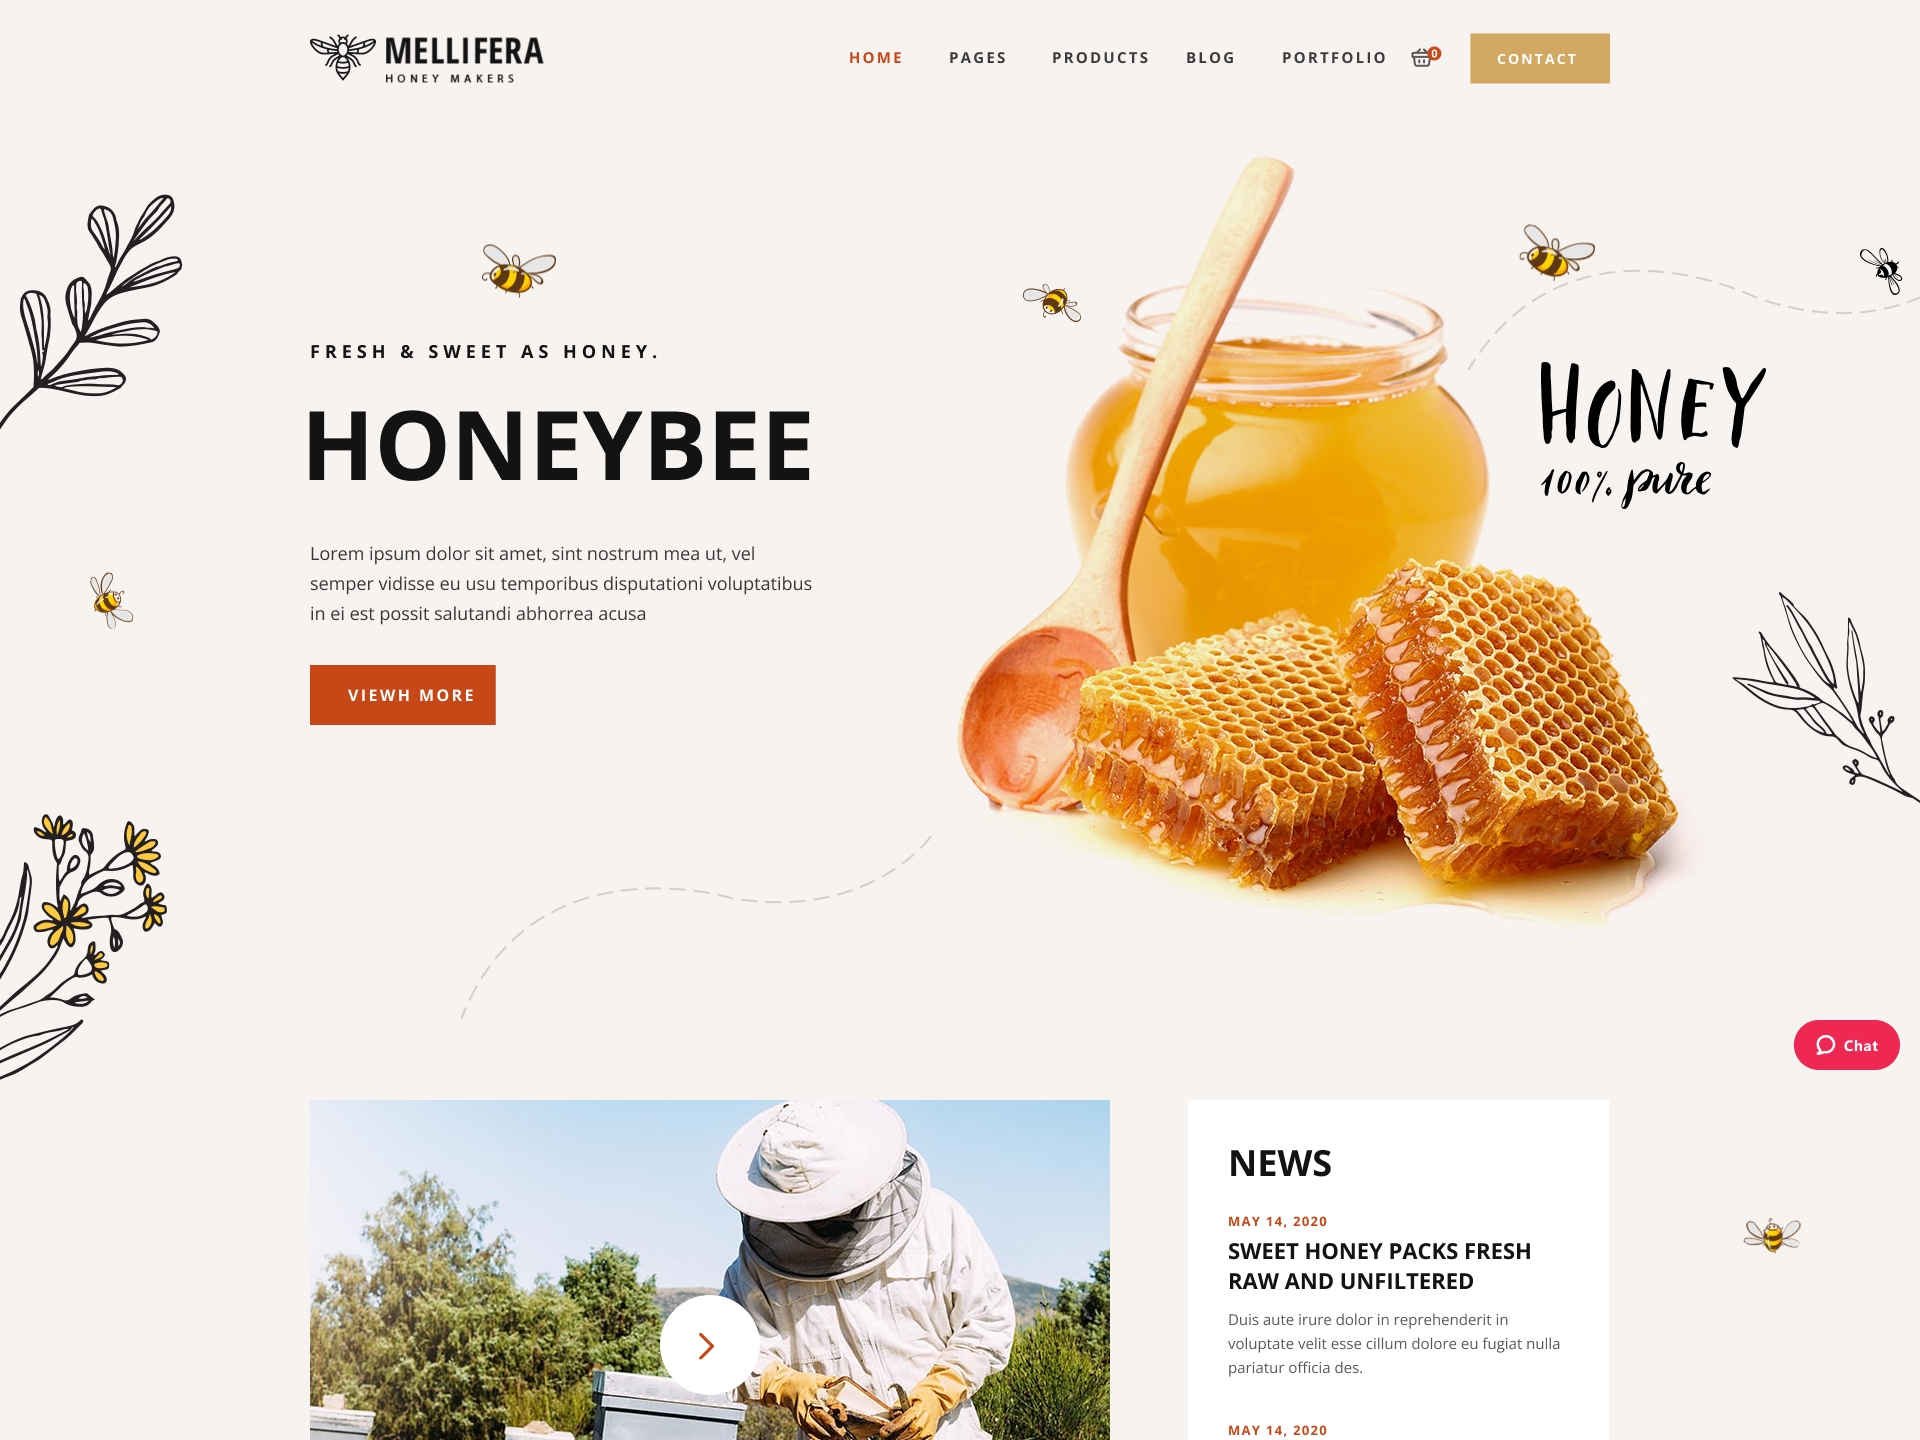 MELLIFERA
HONEY MAKERS
HOME PAGES PRODUCTS BLOG PORTFOLIO 0 CONTACT
FRESH & SWEET AS HONEY.
HONEYBEE
Lorem ipsum dolor sit amet, sint nostrum mea ut, vel
semper vidisse eu usu temporibus disputationi voluptatibus
in ei est possit salutandi abhorrea acusa
VIEWH MORE
HONEY
100% pure
Chat
NEWS
MAY 14, 2020
SWEET HONEY PACKS FRESH
RAW AND UNFILTERED
Duis aute irure dolor in reprehenderit in
voluptate velit esse cillum dolore eu fugiat nulla
pariatur officia des.
MAY 14, 2020